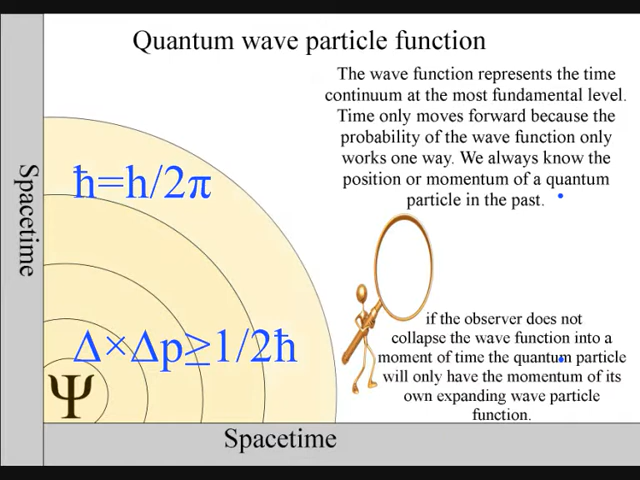 Quantum wave particle function
The wave function represents the time
continuum at the most fundamental level.
Time only moves forward because the
probability of the wave function only
works one way. We always know the
position or momentum of a quantum
particle in the past.
Spacetime
ħ=h/2π
Δ×Δp≥1/2ħ
Ψ
if the observer does not
collapse the wave function into a
moment of time the quantum particle
will only have the momentum of its
own expanding wave particle
function.
Spacetime